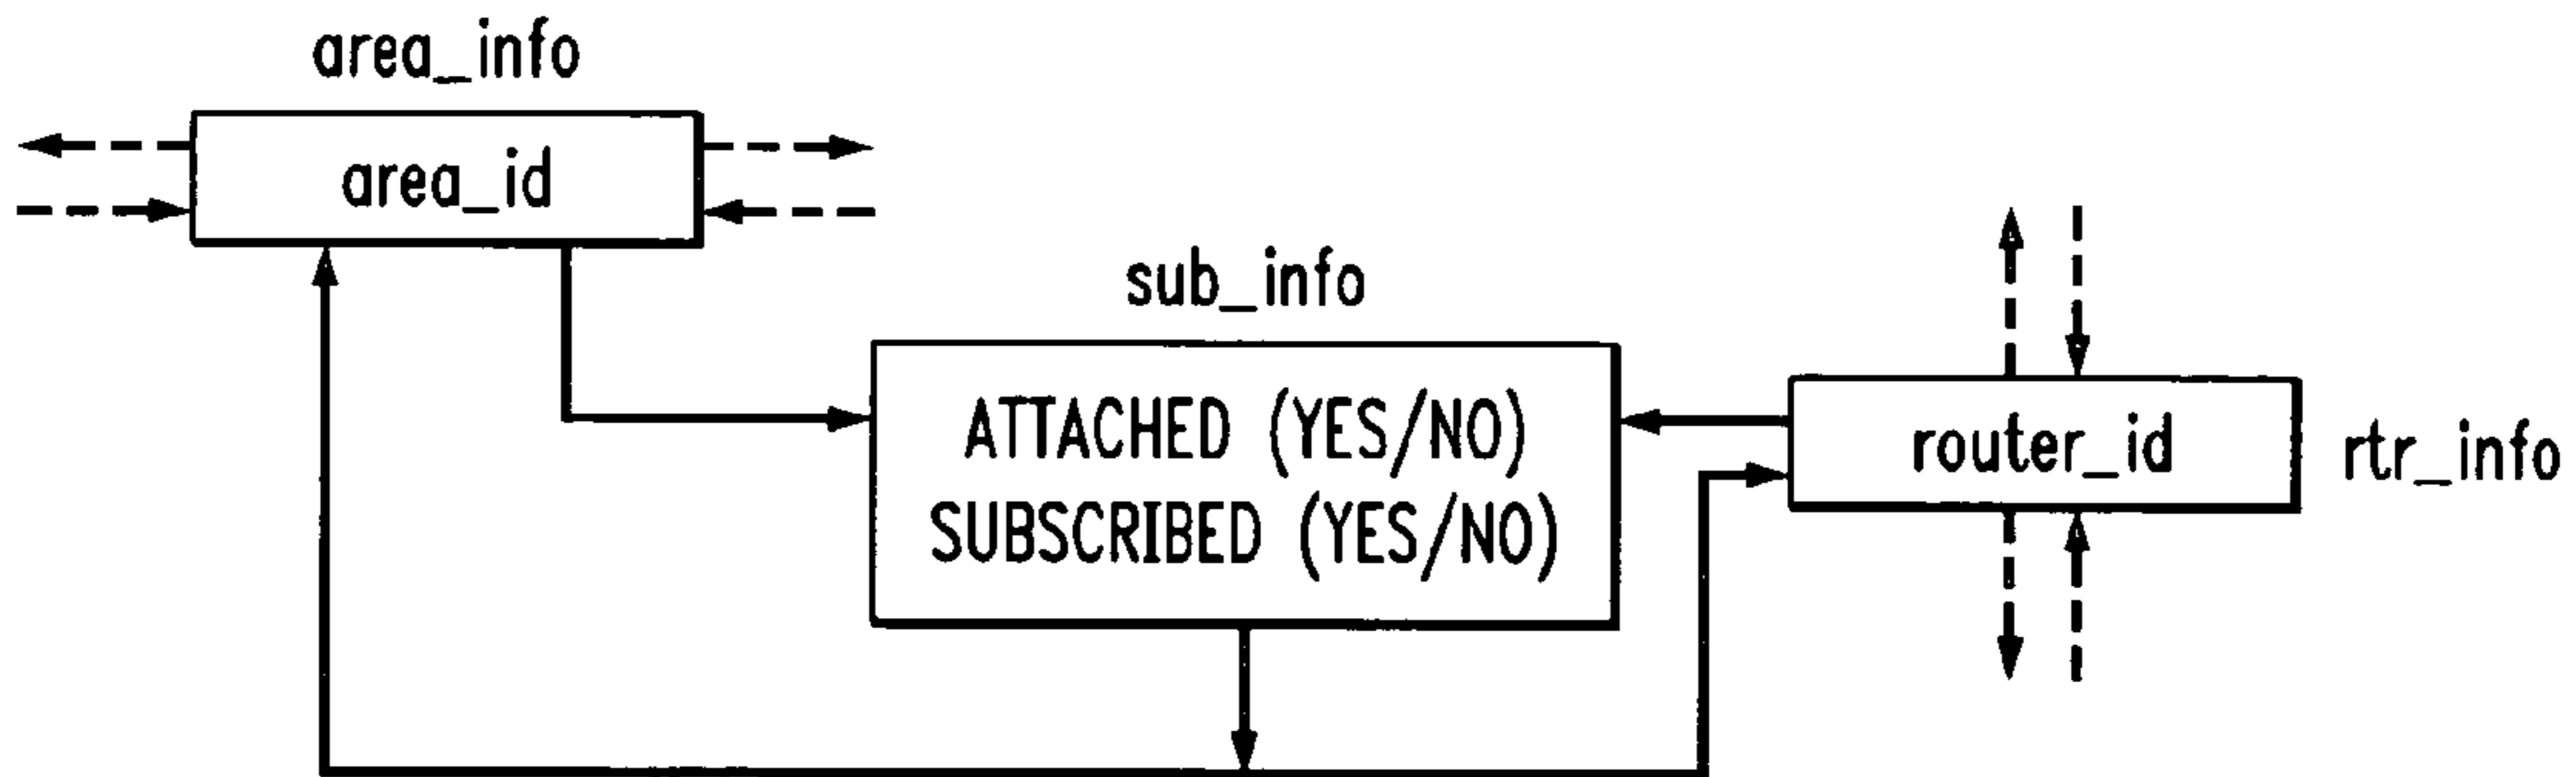 area_info
area_id
sub_info
ATTACHED (YES/NO)
SUBSCRIBED (YES/NO)
router_id
rtr_info